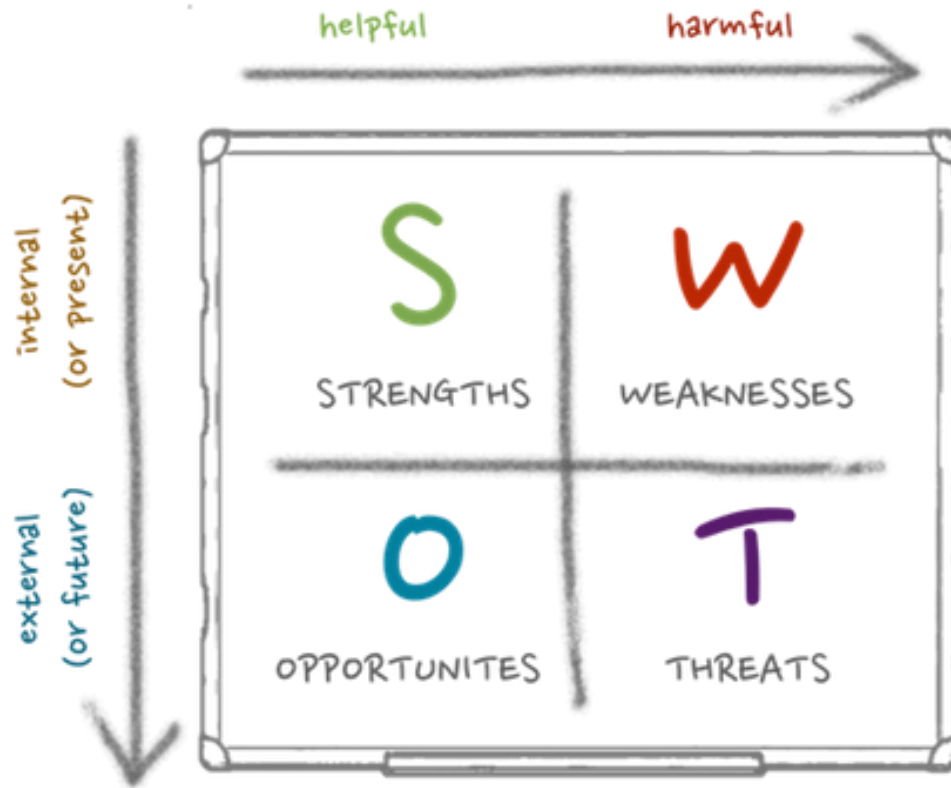 helpful
harmful
internal
(or present)
S
W
STRENGTHS
WEAKNESSES
external
(or future)
O
T
OPPORTUNITES
THREATS